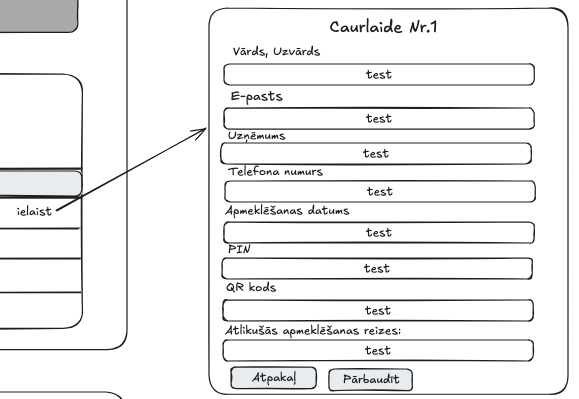 Caurlaide Nr.1
Vārds, Uzvārds
test
E-pasts
test
Uzņēmums
test
Telefona numurs
test
ielaist
Apmeklēšanas datums
test
PIN
test
QR kods
test
Atlikušās apmeklēšanas reizes:
test
Atpakaļ
Pārbaudīt